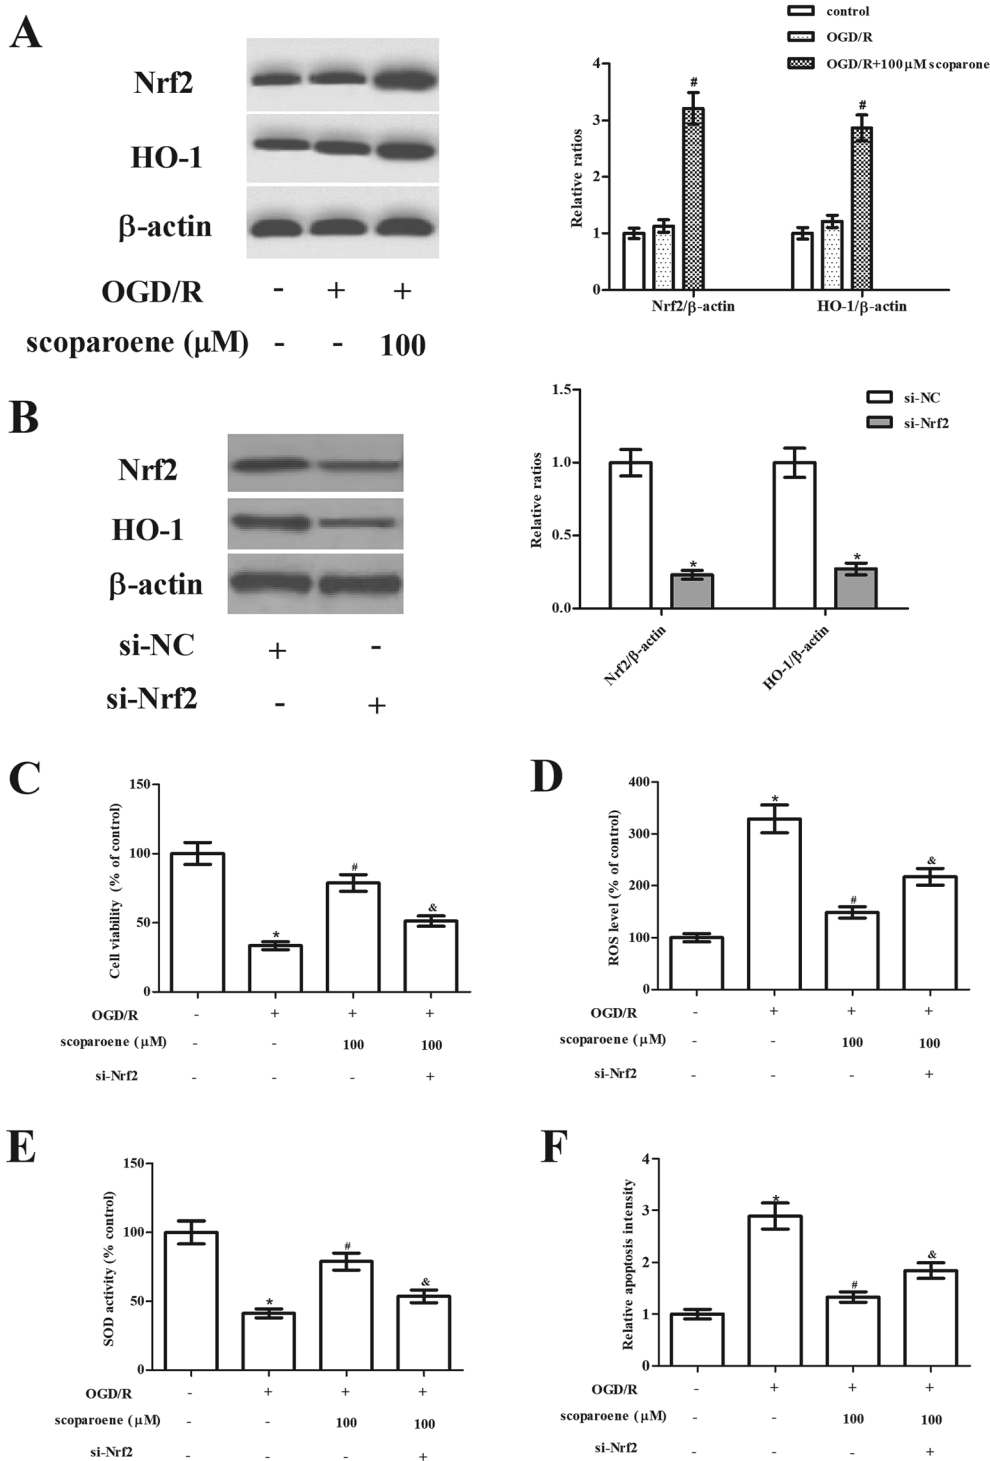 A
Nrf2
HO-1
β-actin
OGD/R - + +
scoparoene (μM) - - 100
control
OGD/R
OGD/R+100μM scoparone
Relative ratios
4
3
2
1
0
#
#
Nrf2/β-actin HO-1/β-actin
B
Nrf2
HO-1
β-actin
si-NC + -
si-Nrf2 - +
si-NC
si-Nrf2
Relative ratios
1.5
1.0
0.5
0.0
*
*
Nrf2/β-actin
HO-1/β-actin
C
Cell viability (% of control)
150
100
50
0
* # &
OGD/R - + + +
scoparoene (μM) - - 100 100
si-Nrf2 - - - +
D
ROS level (% of control)
400
300
200
100
0
* # &
OGD/R - + + +
scoparoene (μM) - - 100 100
si-Nrf2 - - - +
E
SOD activity (% control)
150
100
50
0
* # &
OGD/R - + + +
scoparoene (μM) - - 100 100
si-Nrf2 - - - +
F
Relative apoptosis intensity
4
3
2
1
0
* # &
OGD/R - + + +
scoparoene (μM) - - 100 100
si-Nrf2 - - - +